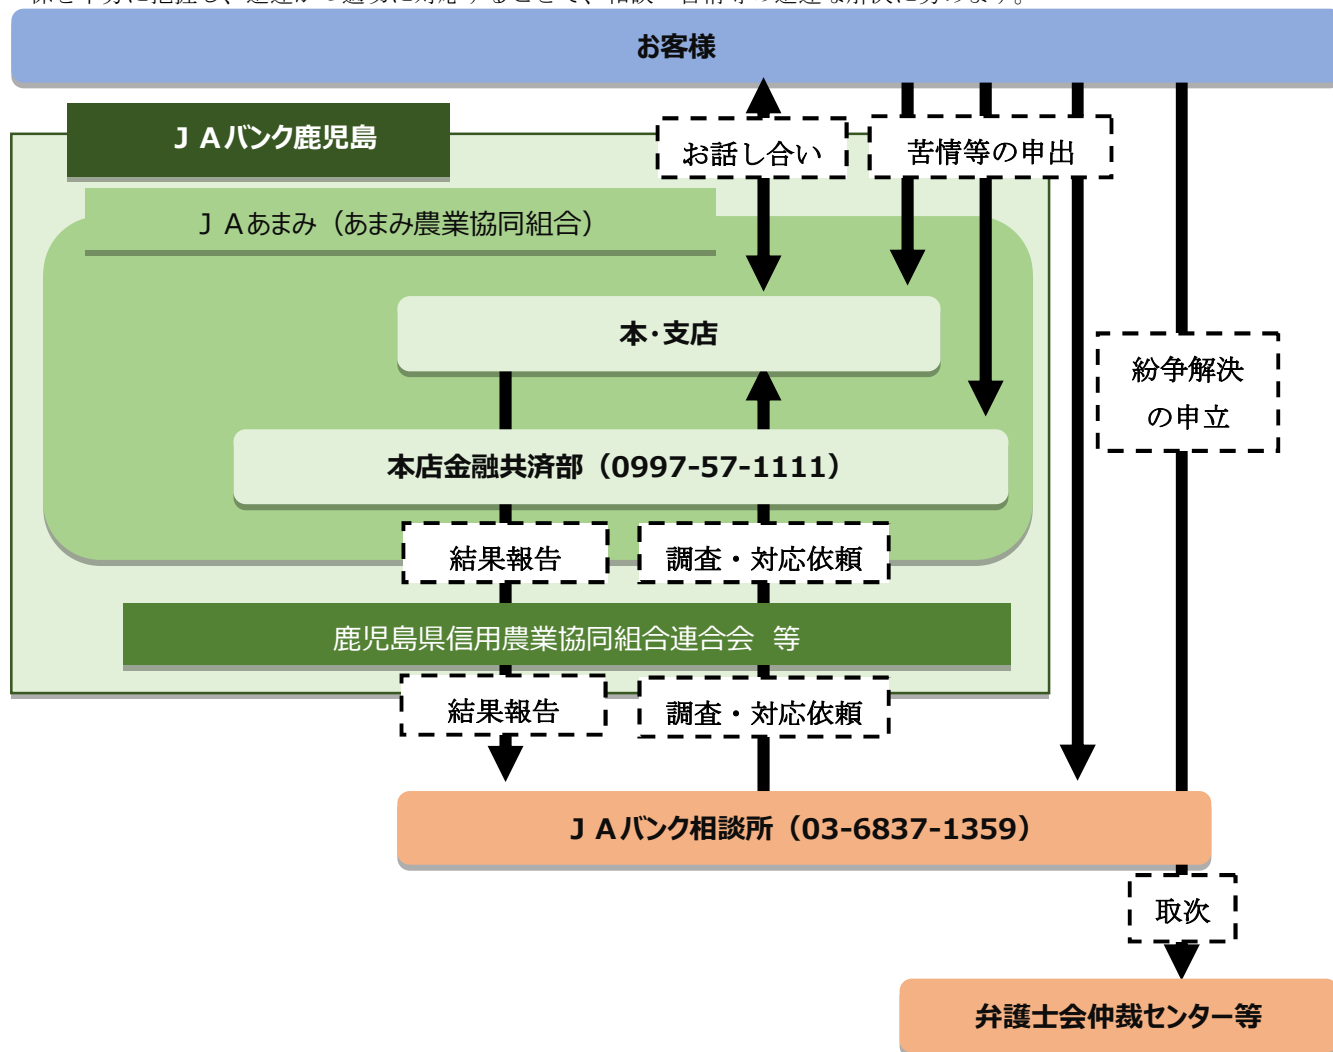 お客様
ＪＡバンク鹿児島
お話し合い
苦情等の申出
ＪＡあまみ（あまみ農業協同組合）
本・支店
紛争解決
の申立
本店金融共済部（0997-57-1111）
結果報告
調査・対応依頼
鹿児島県信用農業協同組合連合会 等
結果報告
調査・対応依頼
ＪＡバンク相談所（03-6837-1359）
取次
弁護士会仲裁センター等